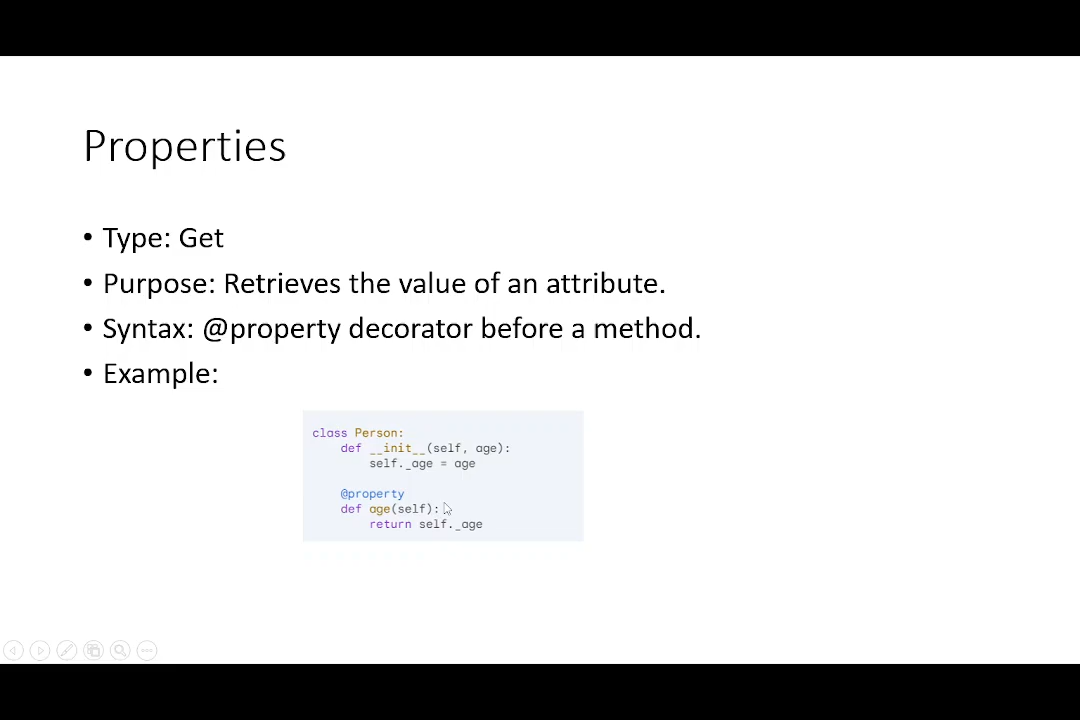 Properties
• Type: Get
• Purpose: Retrieves the value of an attribute.
• Syntax: @property decorator before a method.
• Example:
class Person:
    def __init__(self, age):
        self._age = age
    @property
    def age(self):
        return self._age